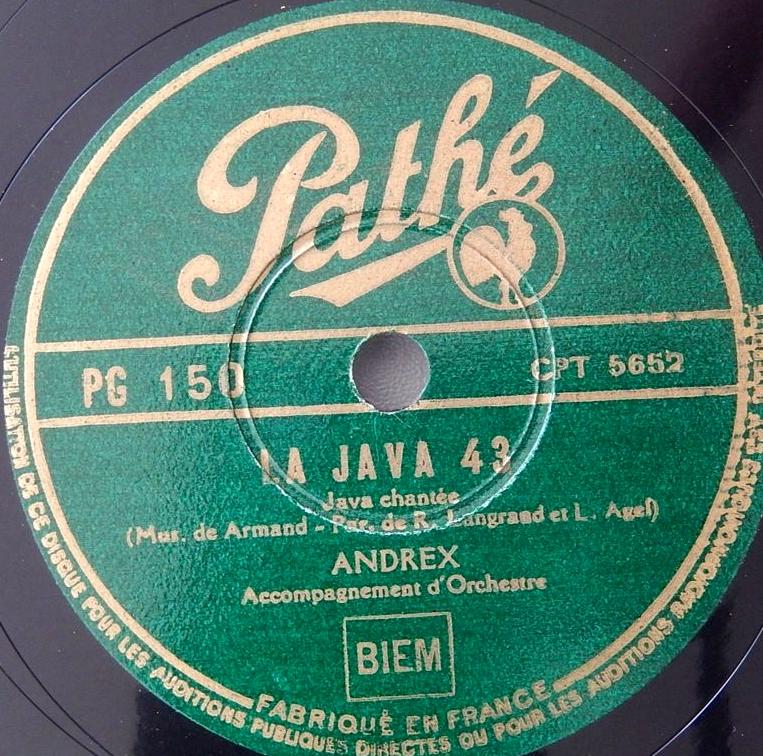 Pathé
PG 150
CPT 5652
LA JAVA 43
Java chantée
(Mus. de Armand - Par. de R. Langrand et L. Agel)
ANDREX
Accompagnement d'Orchestre
BIEM
FABRIQUÉ EN FRANCE
L'UTILISATION DE CE DISQUE POUR LES AUDITIONS PUBLIQUES DIRECTES OU POUR LES AUDITIONS RADIOPHONIQUES EST